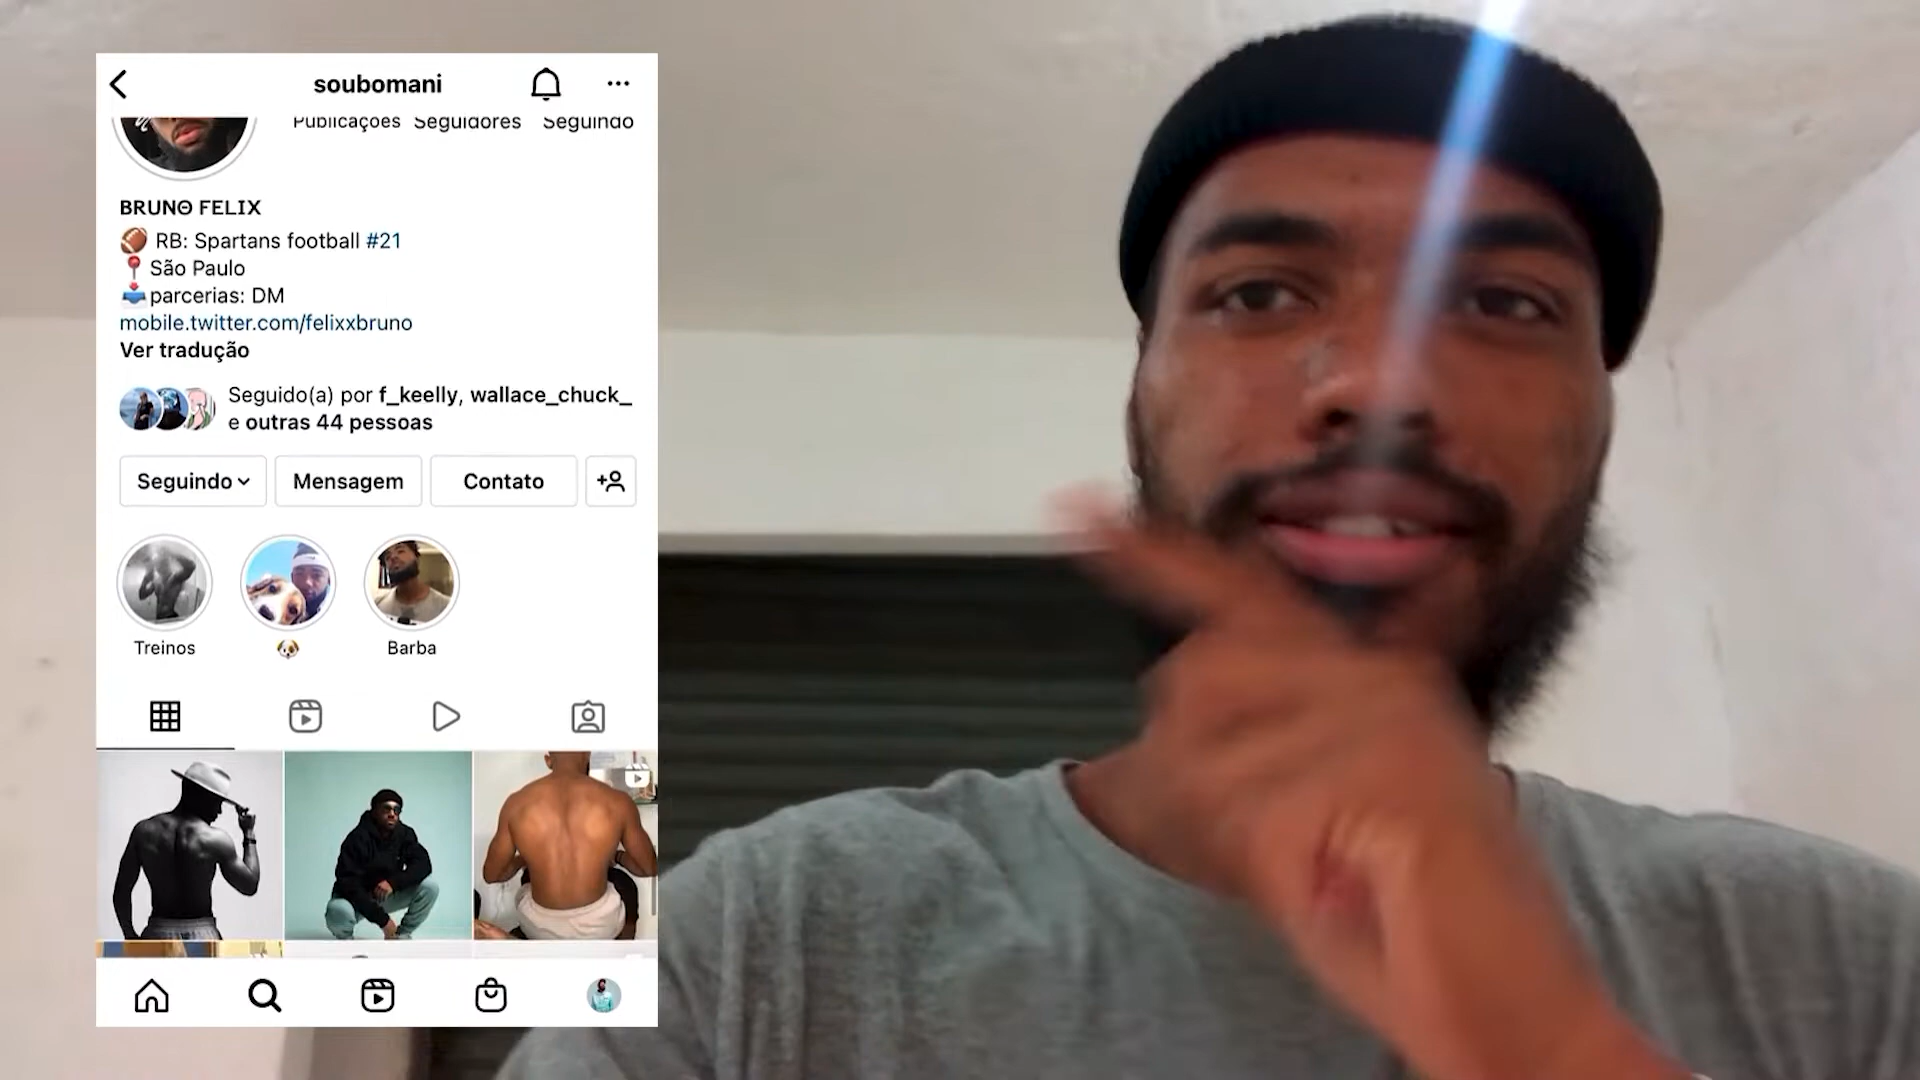 soubomani
Publicações Seguidores Seguindo
BRUNO FELIX
RB: Spartans football #21
São Paulo
parcerias: DM
mobile.twitter.com/felixxbruno
Ver tradução
Seguido(a) por f_keelly, wallace_chuck_
e outras 44 pessoas
Seguindo
Mensagem
Contato
Treinos
Barba